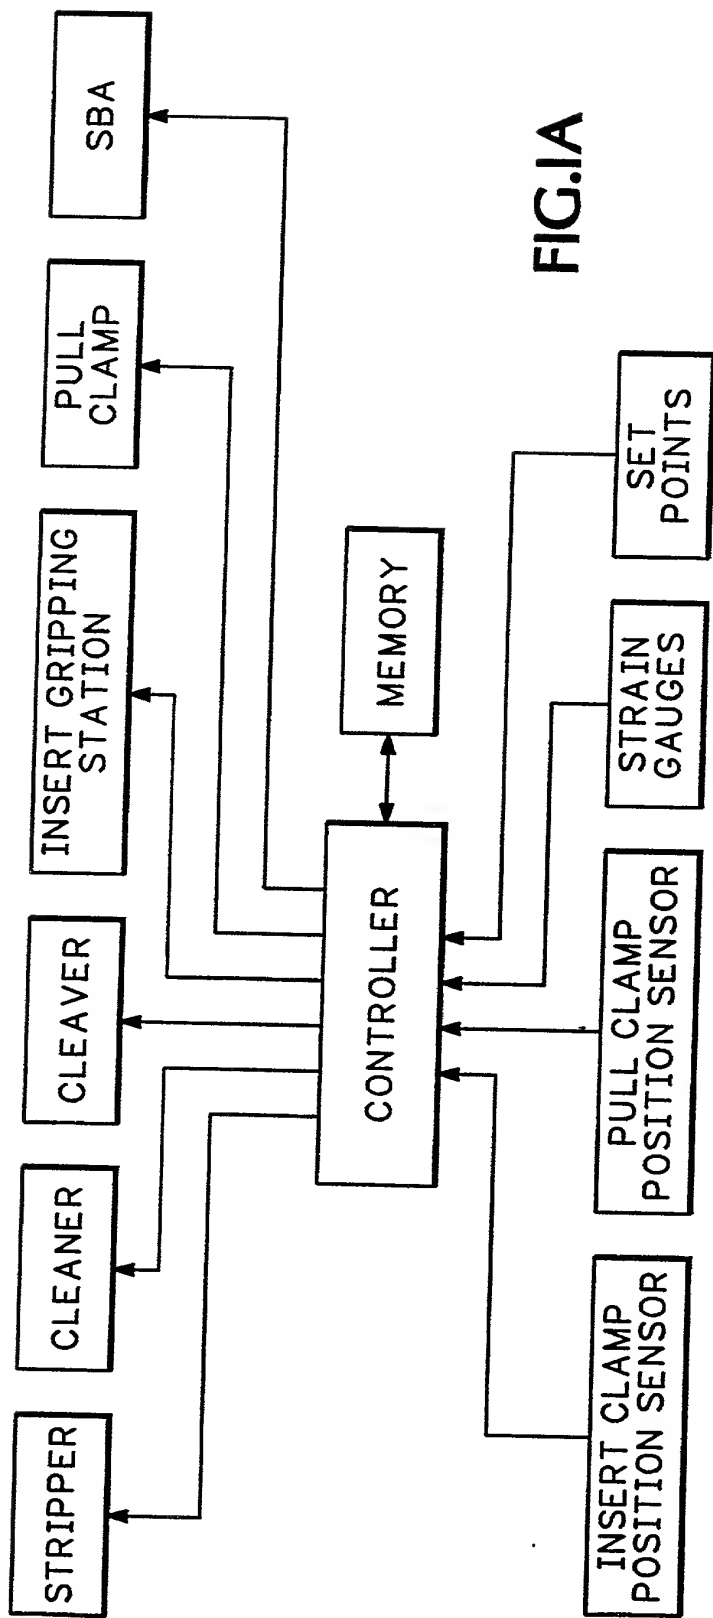 STRIPPER
CLEANER
CLEAVER
INSERT GRIPPING
STATION
PULL
CLAMP
SBA
CONTROLLER
MEMORY
INSERT CLAMP
POSITION SENSOR
PULL CLAMP
POSITION SENSOR
STRAIN
GAUGES
SET
POINTS
FIG.1A